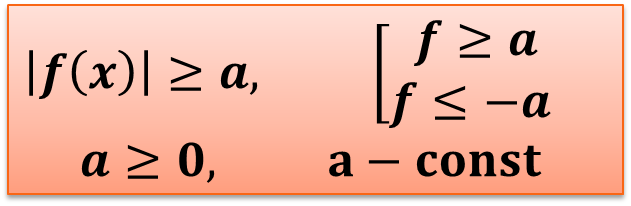 |f(x)| ≥ a, [ f ≥ a
f ≤ −a
a ≥ 0, a − const